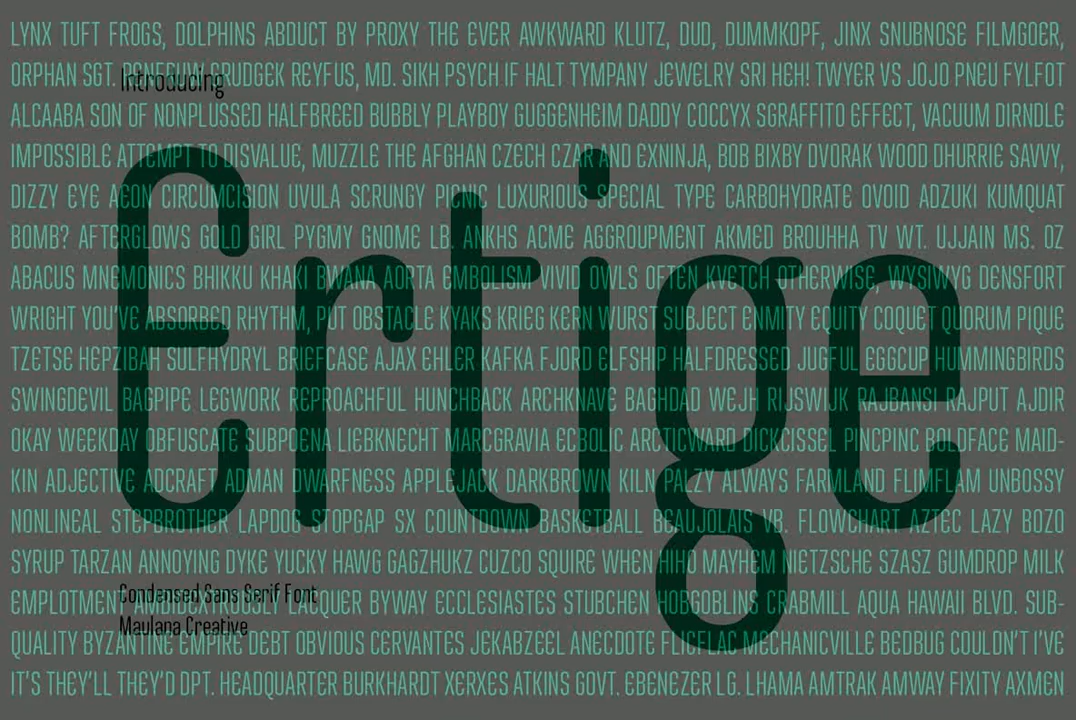 LYNX TUFT FROGS, DOLPHINS ABDUCT BY PROXY THE EVER AWKWARD KLUTZ, DUD, DUMMKOPF, JINX SNUBNOSE FILMGOER,
ORPHAN SGT. RENFRUW GRUDGEK REYFUS, MD. SIKH PSYCH IF HALT TYMPANY JEWELRY SRI HEH! TWYER VS JOJO PNEU FYLFOT
Introducing
ALCAABA SON OF NONPLUSSED HALFBREED BUBBLY PLAYBOY GUGGENHEIM DADDY COCCYX SGRAFFITO EFFECT, VACUUM DIRNDLE
IMPOSSIBLE ATTEMPT TO DISVALUE, MUZZLE THE AFGHAN CZECH CZAR AND EXNINJA, BOB BIXBY DVORAK WOOD DHURRIE SAVVY,
DIZZY EYE AEON CIRCUMCISION UVULA SCRUNGY PICNIC LUXURIOUS SPECIAL TYPE CARBOHYDRATE OVOID ADZUKI KUMQUAT
BOMB? AFTERGLOWS GOLD GIRL PYGMY GNOME LB. ANKHS ACME AGGROUPMENT AKMED BROUHHA TV WT. UJJAIN MS. OZ
ABACUS MNEMONICS BHIKKU KHAKI BWANA AORTA EMBOLISM VIVID OWLS OFTEN KVETCH OTHERWISE, WYSIWYG DENSFORT
WRIGHT YOU'VE ABSORBED RHYTHM, PUT OBSTACLE KYAKS KRIEG KERN WURST SUBJECT ENMITY EQUITY COQUET QUORUM PIQUE
Ertige
TZETSE HEPZIBAH SULFHYDRYL BRIEFCASE AJAX EHLER KAFKA FJORD ELFSHIP HALFDRESSED JUGFUL EGGCUP HUMMINGBIRDS
SWINGDEVIL BAGPIPE LEGWORK REPROACHFUL HUNCHBACK ARCHKNAVE BAGHDAD WEJH RIJSWIJK RAJBANSI RAJPUT AJDIR
OKAY WEEKDAY OBFUSCATE SUBPOENA LIEBKNECHT MARCGRAVIA ECBOLIC ARCTICWARD DICKCISSEL PINCPINC BOLDFACE MAID-
KIN ADJECTIVE ADCRAFT ADMAN DWARFNESS APPLEJACK DARKBROWN KILN PALZY ALWAYS FARMLAND FLIMFLAM UNBOSSY
NONLINEAL STEPBROTHER LAPDOG STOPGAP SX COUNTDOWN BASKETBALL BEAUJOLAIS VB. FLOWCHART AZTEC LAZY BOZO
SYRUP TARZAN ANNOYING DYKE YUCKY HAWG GAGZHUKZ CUZCO SQUIRE WHEN HIHO MAYHEM NIETZSCHE SZASZ GUMDROP MILK
Condensed Sans Serif Font
EMPLOTMENT AMBIDEXTROUSLY LACQUER BYWAY ECCLESIASTES STUBCHEN HOBGOBLINS CRABMILL AQUA HAWAII BLVD. SUB-
Maulana Creative
QUALITY BYZANTINE EMPIRE DEBT OBVIOUS CERVANTES JEKABZEEL ANECDOTE FLICFLAC MECHANICVILLE BEDBUG COULDN'T I'VE
IT'S THEY'LL THEY'D DPT. HEADQUARTER BURKHARDT XERXES ATKINS GOVT. EBENEZER LG. LHAMA AMTRAK AMWAY FIXITY AXMEN